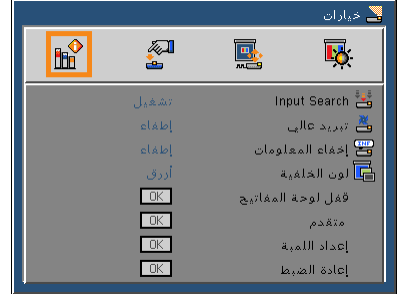 خيارات
Input Search تشغيل
تبريد عالي إطفاء
إخفاء المعلومات إطفاء
لون الخلفية أزرق
قفل لوحة المفاتيح OK
متقدم OK
إعداد اللمبة OK
إعادة الضبط OK